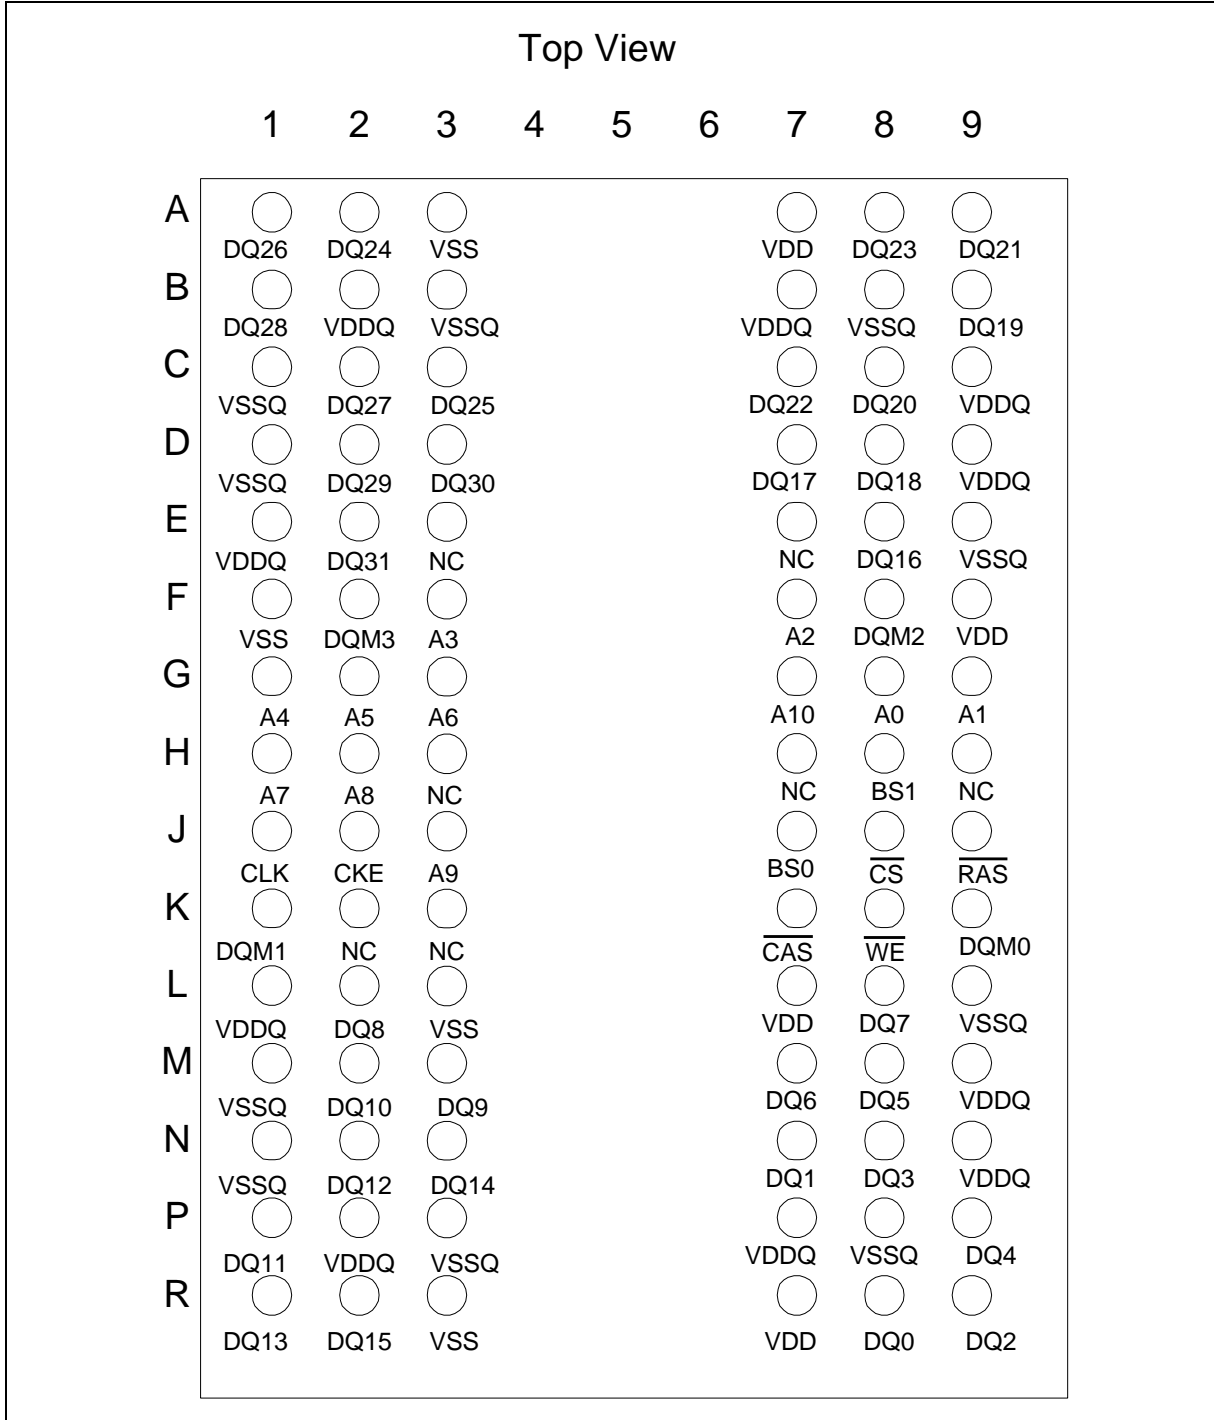 Top View
1 2 3 4 5 6 7 8 9
A
DQ26 DQ24 VSS VDD DQ23 DQ21
B
DQ28 VDDQ VSSQ VDDQ VSSQ DQ19
C
VSSQ DQ27 DQ25 DQ22 DQ20 VDDQ
D
VSSQ DQ29 DQ30 DQ17 DQ18 VDDQ
E
VDDQ DQ31 NC NC DQ16 VSSQ
F
VSS DQM3 A3 A2 DQM2 VDD
G
A4 A5 A6 A10 A0 A1
H
A7 A8 NC NC BS1 NC
J
CLK CKE A9 BS0 C̅S̅ R̅A̅S̅
K
DQM1 NC NC C̅A̅S̅ W̅E̅ DQM0
L
VDDQ DQ8 VSS VDD DQ7 VSSQ
M
VSSQ DQ10 DQ9 DQ6 DQ5 VDDQ
N
VSSQ DQ12 DQ14 DQ1 DQ3 VDDQ
P
DQ11 VDDQ VSSQ VDDQ VSSQ DQ4
R
DQ13 DQ15 VSS VDD DQ0 DQ2